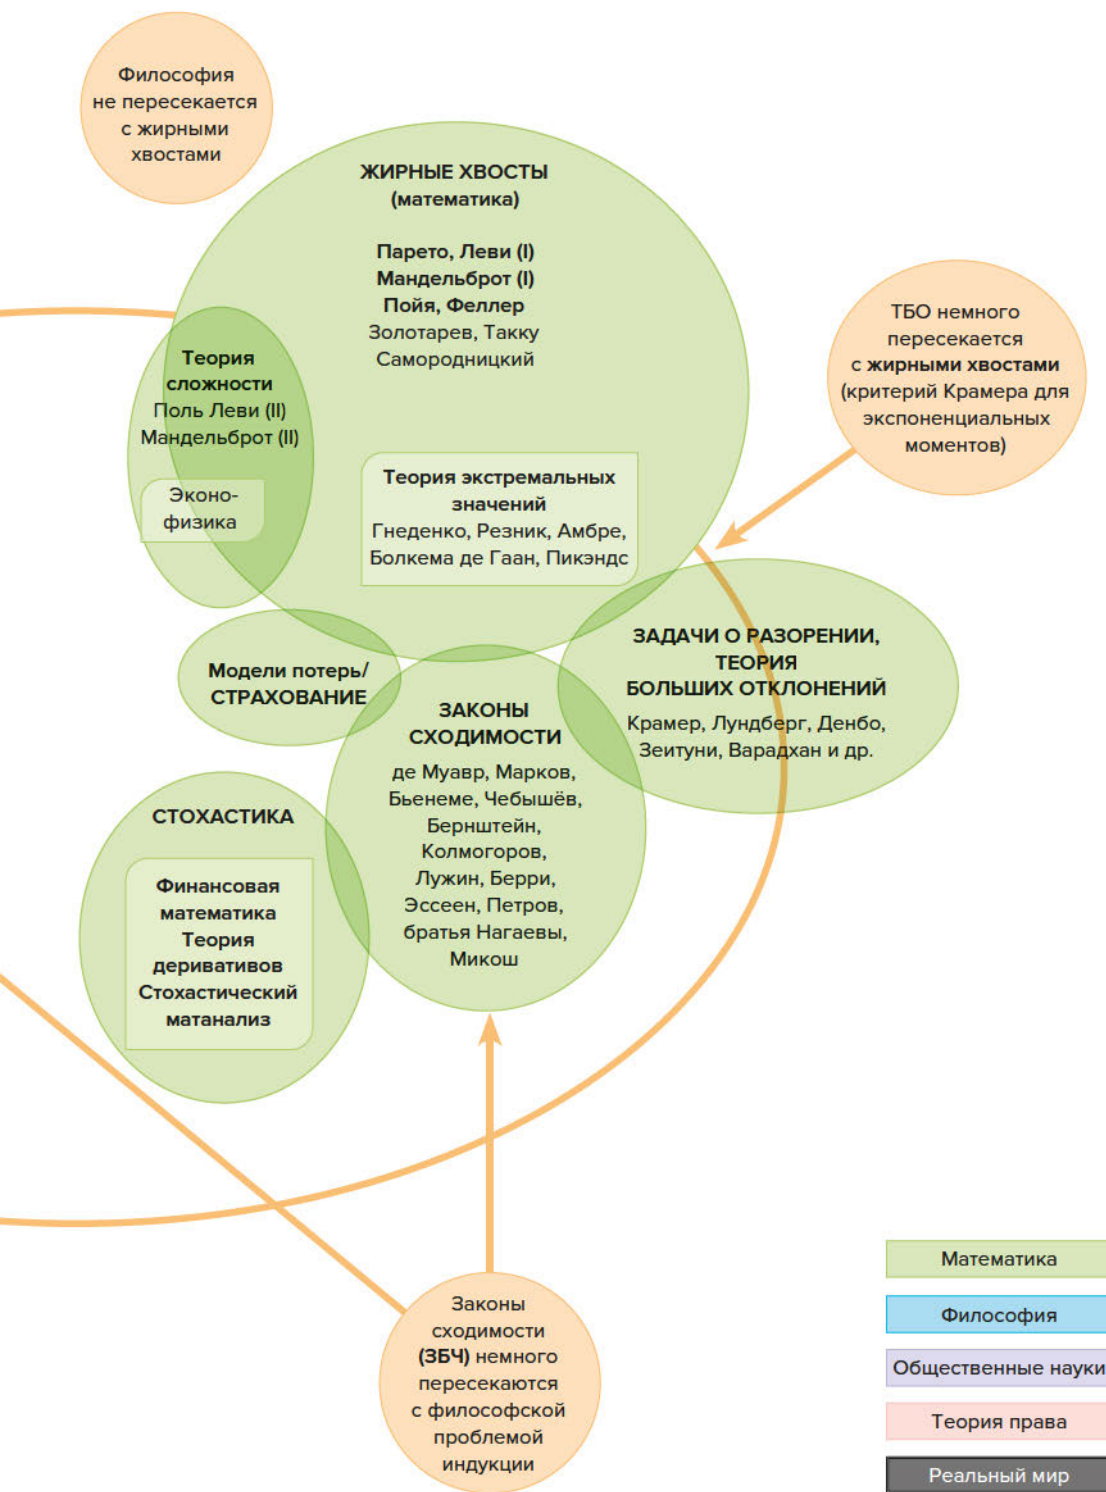 Философия
не пересекается
с жирными
хвостами
ЖИРНЫЕ ХВОСТЫ
(математика)
Парето, Леви (I)
Мандельброт (I)
Пойя, Феллер
Золотарев, Такку
Самородницкий
ТБО немного
пересекается
с жирными хвостами
(критерий Крамера для
экспоненциальных
моментов)
Теория
сложности
Поль Леви (II)
Мандельброт (II)
Эконо-
физика
Теория экстремальных
значений
Гнеденко, Резник, Амбре,
Болкема де Гаан, Пикэндс
ЗАДАЧИ О РАЗОРЕНИИ,
ТЕОРИЯ
БОЛЬШИХ ОТКЛОНЕНИЙ
Крамер, Лундберг, Денбо,
Зеитуни, Варадхан и др.
Модели потерь/
СТРАХОВАНИЕ
ЗАКОНЫ
СХОДИМОСТИ
де Муавр, Марков,
Бьенеме, Чебышёв,
Бернштейн,
Колмогоров,
Лужин, Берри,
Эссеен, Петров,
братья Нагаевы,
Микош
СТОХАСТИКА
Финансовая
математика
Теория
деривативов
Стохастический
матанализ
Законы
сходимости
(ЗБЧ) немного
пересекаются
с философской
проблемой
индукции
Математика
Философия
Общественные науки
Теория права
Реальный мир